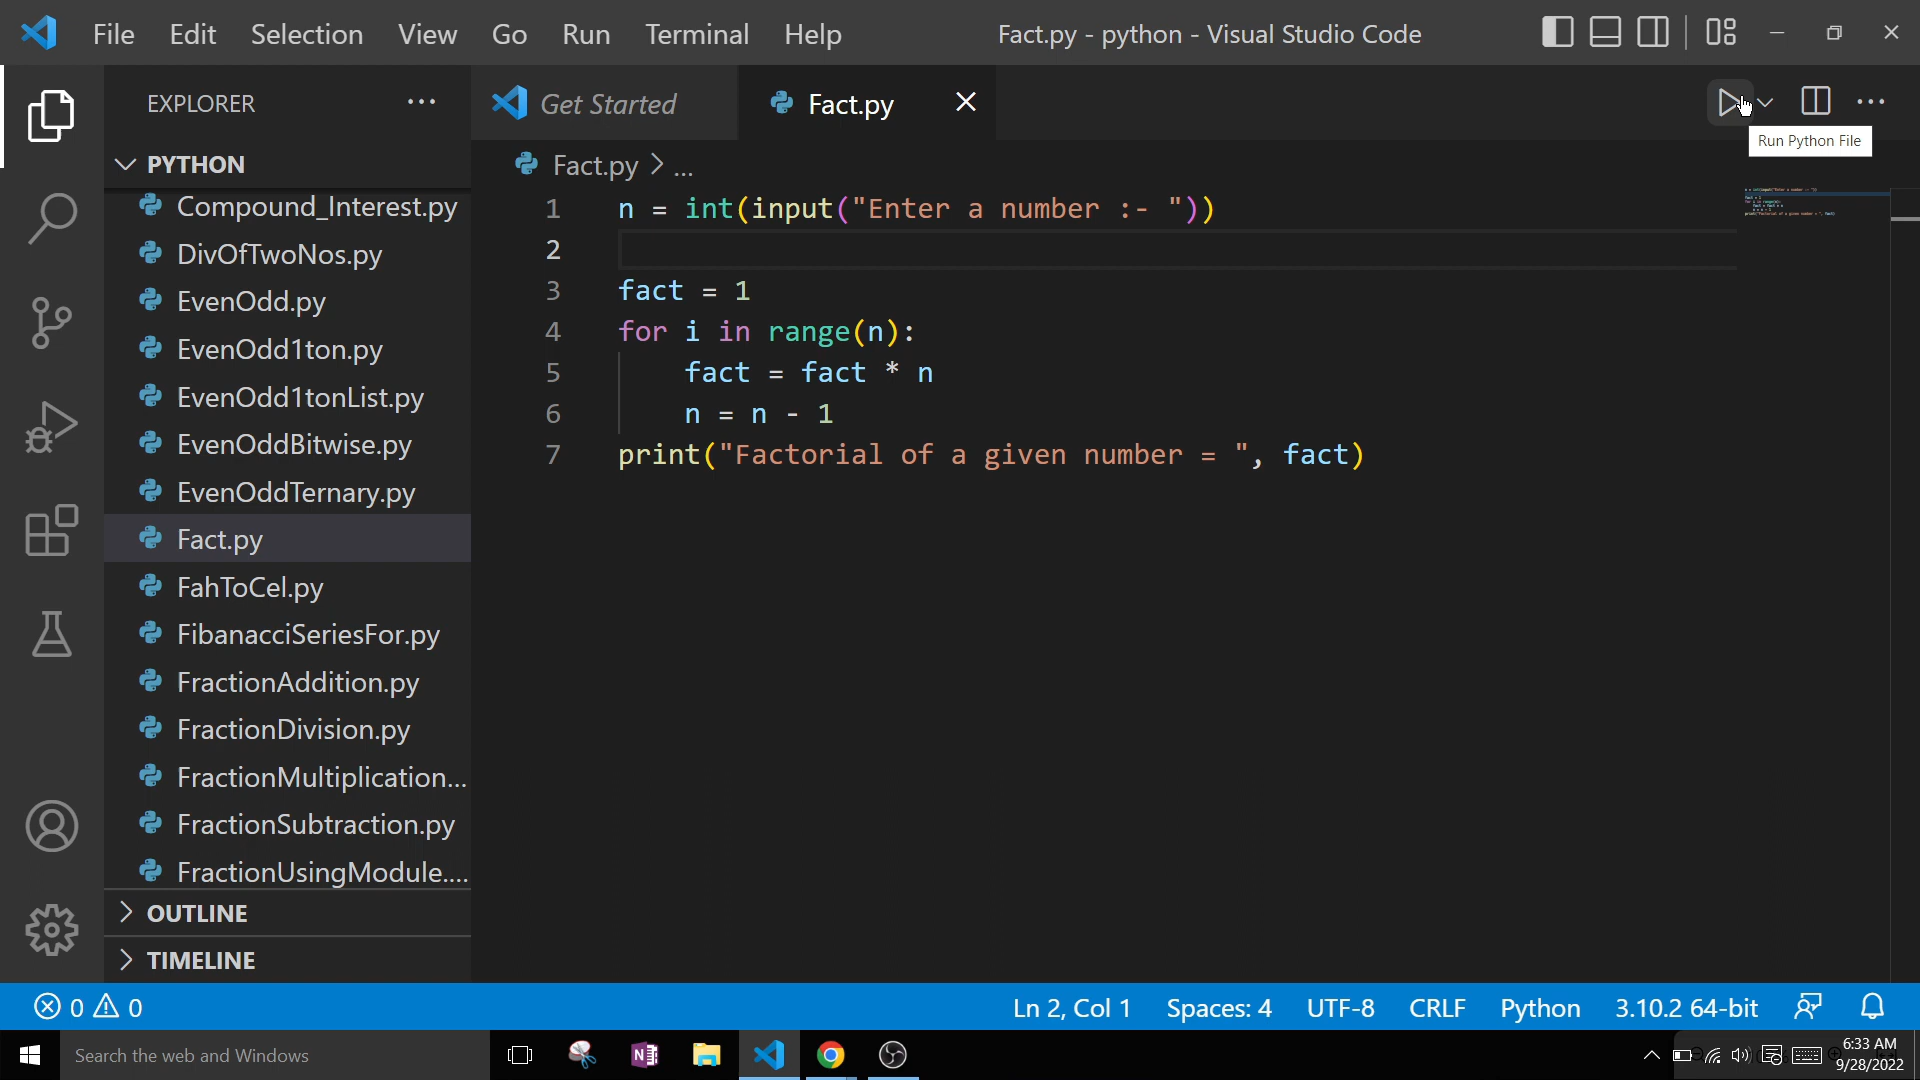 File Edit Selection View Go Run Terminal Help
Fact.py - python - Visual Studio Code
EXPLORER
Get Started
Fact.py
Run Python File
PYTHON
Fact.py > ...
Compound_Interest.py
DivOfTwoNos.py
EvenOdd.py
EvenOdd1ton.py
EvenOdd1tonList.py
EvenOddBitwise.py
EvenOddTernary.py
Fact.py
FahToCel.py
FibanacciSeriesFor.py
FractionAddition.py
FractionDivision.py
FractionMultiplication...
FractionSubtraction.py
FractionUsingModule....
OUTLINE
TIMELINE
1 n = int(input("Enter a number :- "))
2
3 fact = 1
4 for i in range(n):
5 fact = fact * n
6 n = n - 1
7 print("Factorial of a given number = ", fact)
0 0
Ln 2, Col 1 Spaces: 4 UTF-8 CRLF Python 3.10.2 64-bit
Search the web and Windows
N
6:33 AM
9/28/2022